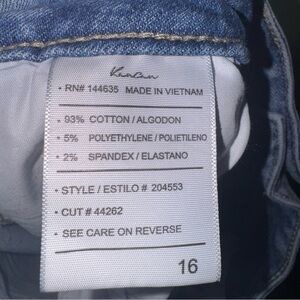 KanCan
• RN# 144635 MADE IN VIETNAM
• 93% COTTON / ALGODON
• 5% POLYETHYLENE / POLIETILENO
• 2% SPANDEX / ELASTANO
• STYLE / ESTILO # 204553
• CUT # 44262
• SEE CARE ON REVERSE
16